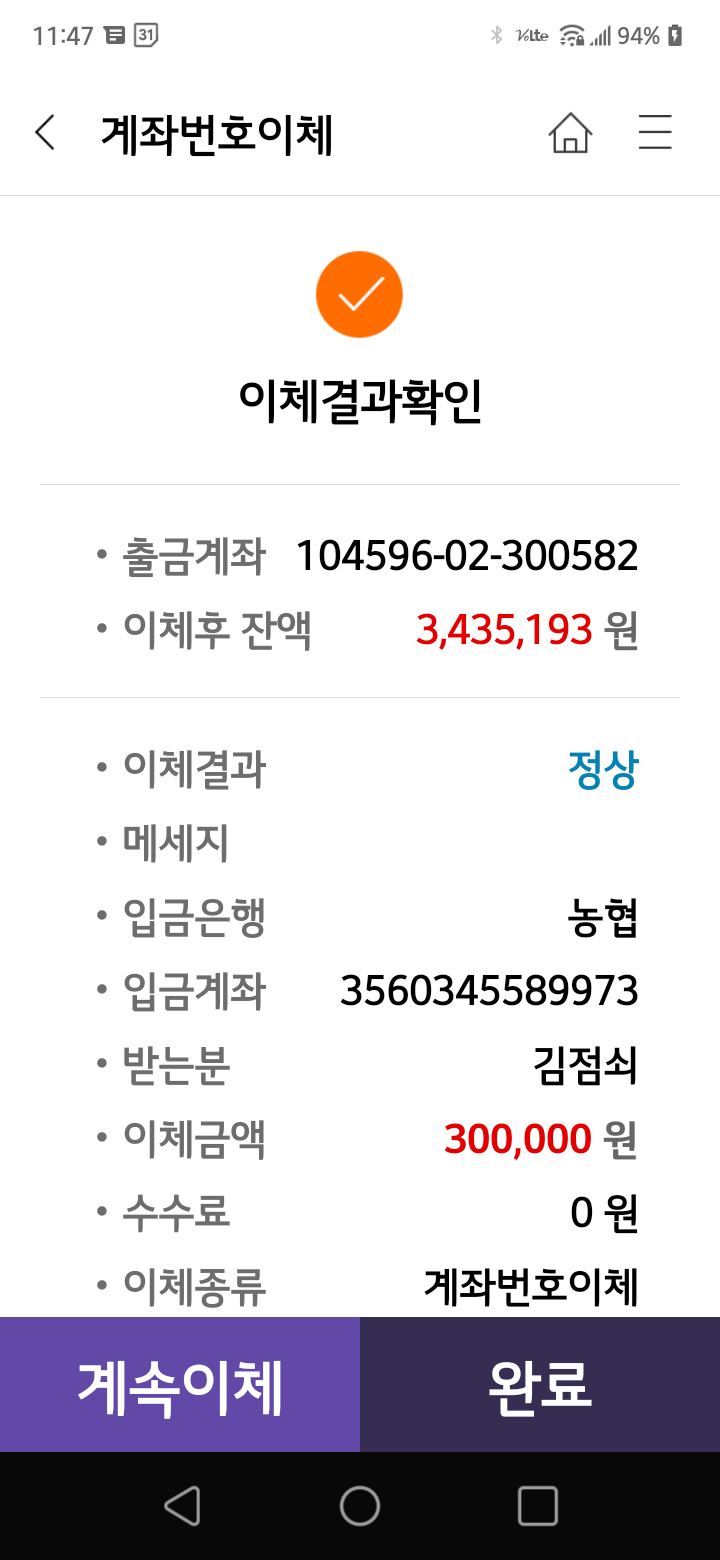 11:47 31 VoLTE 94%
계좌번호이체
이체결과확인
• 출금계좌 104596-02-300582
• 이체후 잔액 3,435,193 원
• 이체결과 정상
• 메세지
• 입금은행 농협
• 입금계좌 3560345589973
• 받는분 김점쇠
• 이체금액 300,000 원
• 수수료 0 원
• 이체종류 계좌번호이체
계속이체 완료